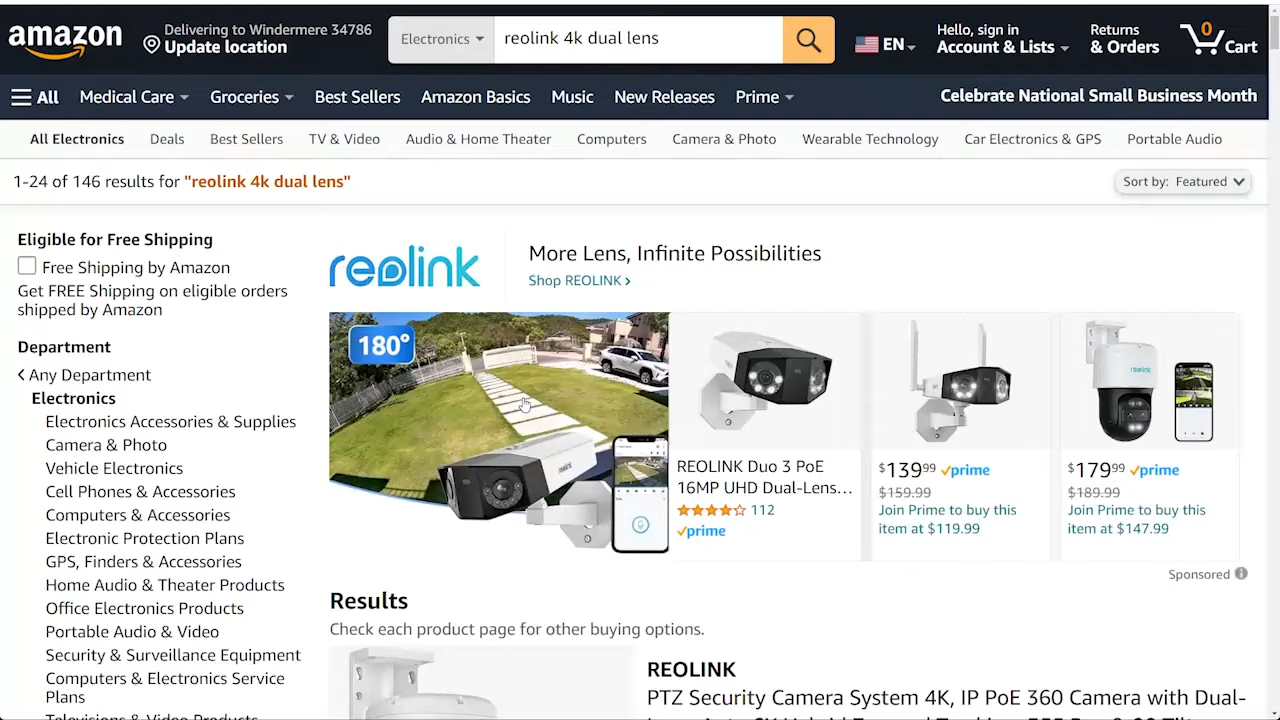 amazon
Delivering to Windermere 34786
Update location
Electronics
reolink 4k dual lens
EN
Hello, sign in
Account & Lists
Returns
& Orders
0
Cart
All
Medical Care
Groceries
Best Sellers
Amazon Basics
Music
New Releases
Prime
Celebrate National Small Business Month
All Electronics
Deals
Best Sellers
TV & Video
Audio & Home Theater
Computers
Camera & Photo
Wearable Technology
Car Electronics & GPS
Portable Audio
1-24 of 146 results for "reolink 4k dual lens"
Sort by: Featured
Eligible for Free Shipping
Free Shipping by Amazon
Get FREE Shipping on eligible orders
shipped by Amazon
Department
Any Department
Electronics
Electronics Accessories & Supplies
Camera & Photo
Vehicle Electronics
Cell Phones & Accessories
Computers & Accessories
Electronic Protection Plans
GPS, Finders & Accessories
Home Audio & Theater Products
Office Electronics Products
Portable Audio & Video
Security & Surveillance Equipment
Computers & Electronics Service
Plans
Televisions & Video Products
reolink
More Lens, Infinite Possibilities
Shop REOLINK ›
180°
reolink
REOLINK Duo 3 PoE
16MP UHD Dual-Lens...
112
prime
$139.99 prime
$159.99
Join Prime to buy this
item at $119.99
reolink
$179.99 prime
$189.99
Join Prime to buy this
item at $147.99
Sponsored
Results
Check each product page for other buying options.
REOLINK
PTZ Security Camera System 4K, IP PoE 360 Camera with Dual-